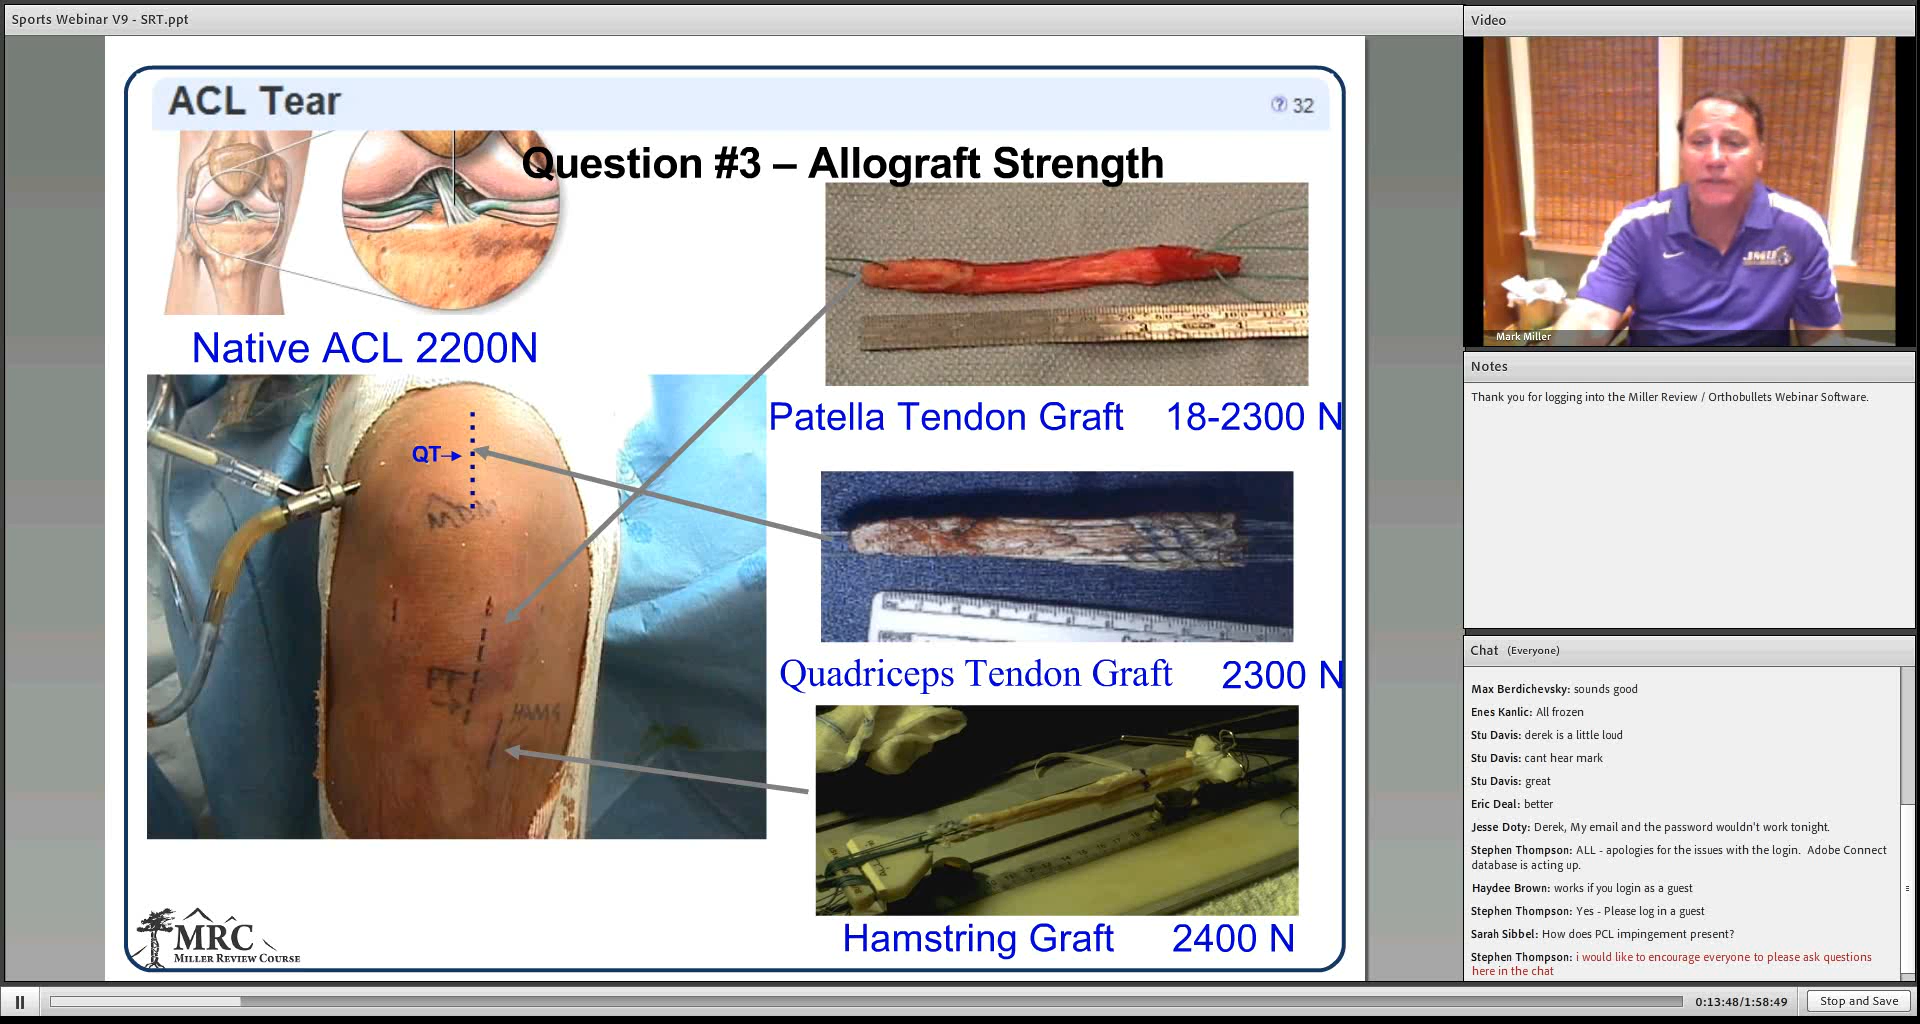 Sports Webinar V9 - SRT.ppt
ACL Tear
32
Question #3 – Allograft Strength
Native ACL 2200N
Patella Tendon Graft 18-2300 N
QT
MDM
Quadriceps Tendon Graft 2300 N
PT
HAMS
Hamstring Graft 2400 N
MRC
MILLER REVIEW COURSE
Video
Mark Miller
Notes
Thank you for logging into the Miller Review / Orthobullets Webinar Software.
Chat (Everyone)
Max Berdichevsky: sounds good
Enes Kanlic: All frozen
Stu Davis: derek is a little loud
Stu Davis: cant hear mark
Stu Davis: great
Eric Deal: better
Jesse Doty: Derek, My email and the password wouldn't work tonight.
Stephen Thompson: ALL - apologies for the issues with the login. Adobe Connect
database is acting up.
Haydee Brown: works if you login as a guest
Stephen Thompson: Yes - Please log in a guest
Sarah Sibbel: How does PCL impingement present?
Stephen Thompson: i would like to encourage everyone to please ask questions
here in the chat
0:13:48/1:58:49
Stop and Save